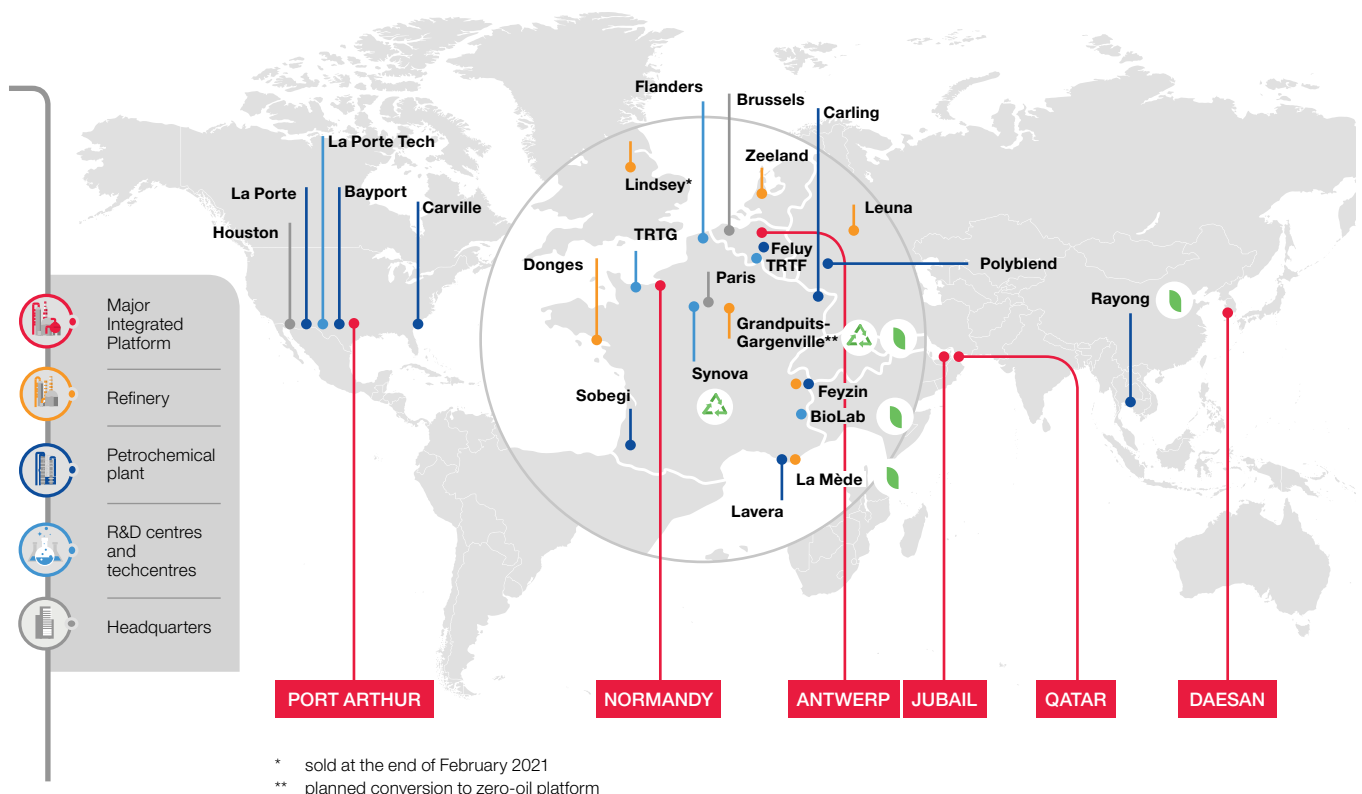 Flanders
Brussels
Carling
La Porte Tech
Zeeland
Lindsey*
La Porte
Bayport
Carville
Leuna
Houston
TRTG
Feluy
TRTF
Donges
Paris
Polyblend
Rayong
Major
Integrated
Platform
Grandpuits-
Gargenville**
Synova
Refinery
Sobegi
Feyzin
BioLab
Petrochemical
plant
La Mède
Lavera
R&D centres
and
techcentres
Headquarters
PORT ARTHUR
NORMANDY
ANTWERP
JUBAIL
QATAR
DAESAN
* sold at the end of February 2021
** planned conversion to zero-oil platform